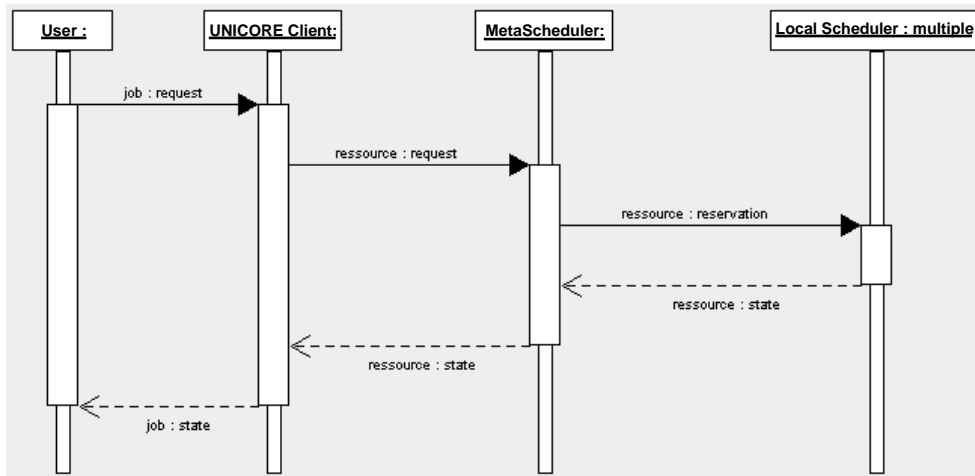 User :
UNICORE Client:
MetaScheduler:
Local Scheduler : multiple
job : request
ressource : request
ressource : reservation
ressource : state
ressource : state
job : state